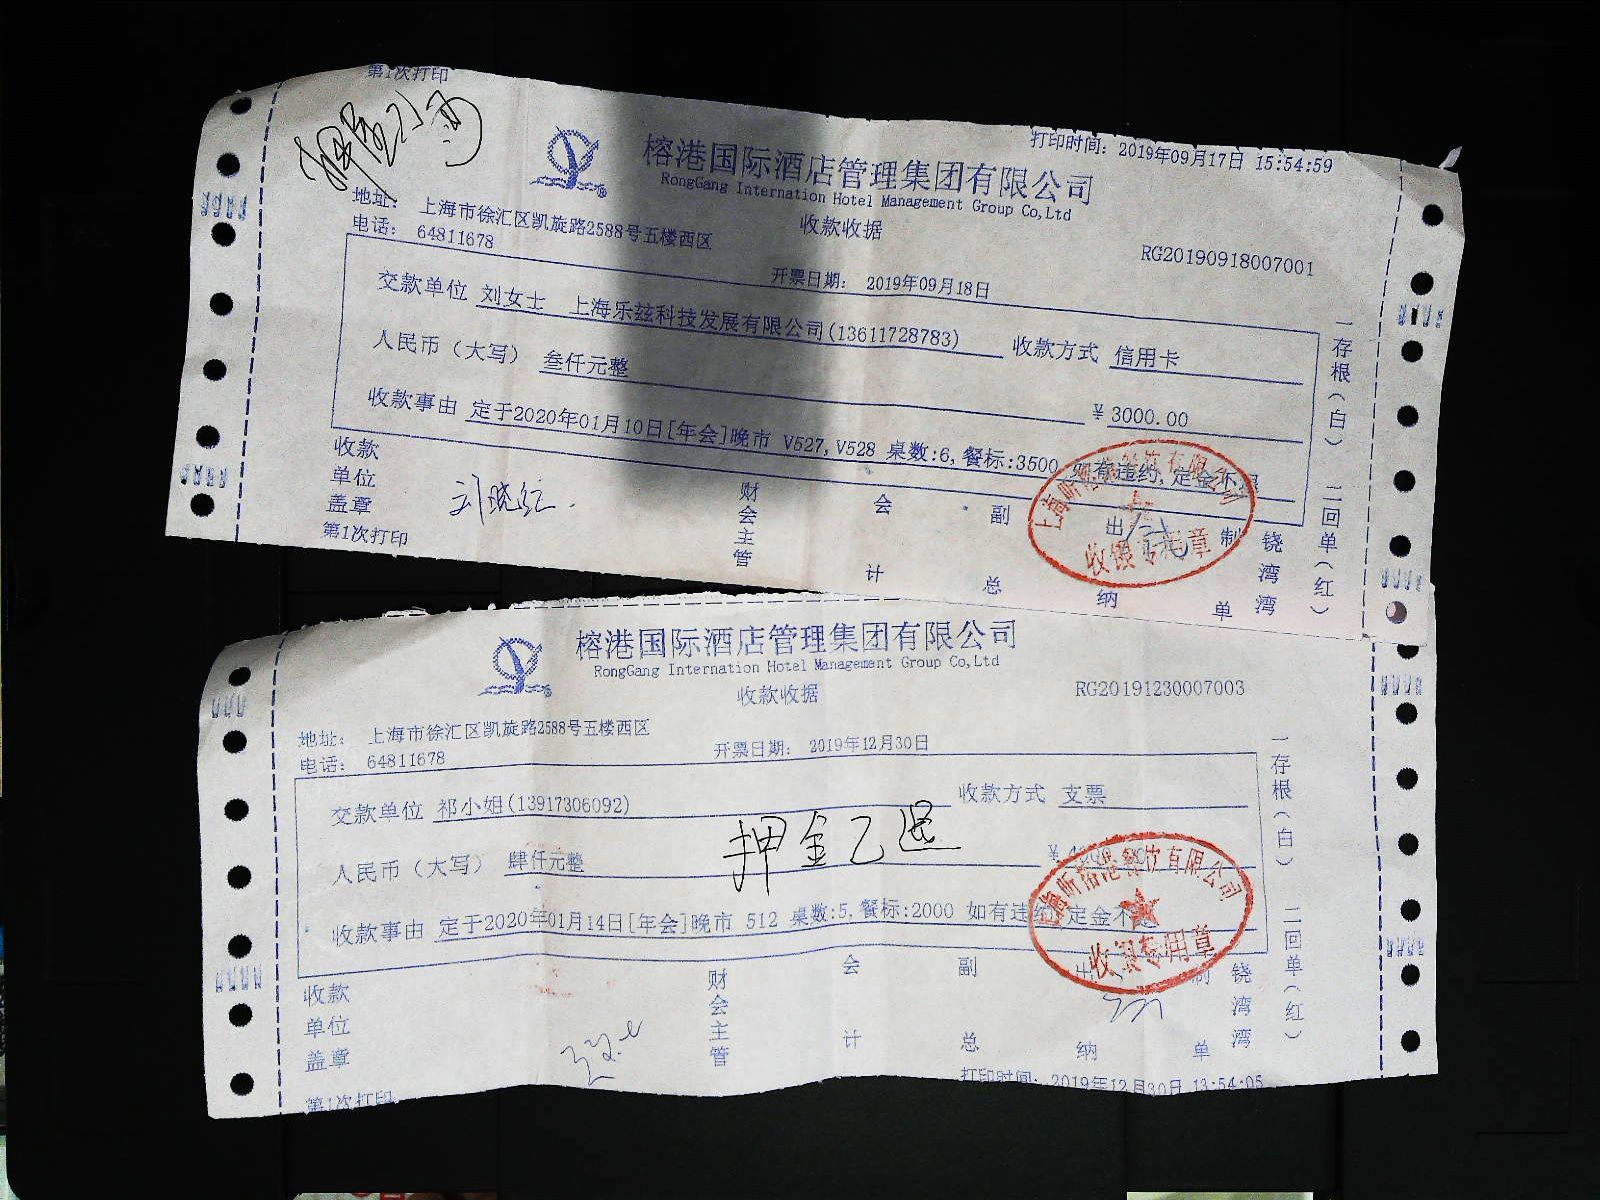 第1次打印
打印时间：2019年09月17日 15:54:59
榕港国际酒店管理集团有限公司
RongGang Internation Hotel Management Group Co,Ltd
收款收据
地址： 上海市徐汇区凯旋路2588号五楼西区
电话： 64811678
RG20190918007001
开票日期： 2019年09月18日
交款单位 刘女士 上海乐兹科技发展有限公司(13611728783) 收款方式 信用卡
人民币（大写） 叁仟元整 ￥3000.00
收款事由 定于2020年01月10日[年会]晚市 V527,V528 桌数:6,餐标:3500 如有违约,定金不退
收款单位盖章 财会主管 会计 副总 出纳 制单 铙湾湾
一存根（白） 二回单（红）
收银专用章
第1次打印
榕港国际酒店管理集团有限公司
RongGang Internation Hotel Management Group Co,Ltd
收款收据
RG20191230007003
地址： 上海市徐汇区凯旋路2588号五楼西区
电话： 64811678
开票日期： 2019年12月30日
交款单位 祁小姐(13917306092) 收款方式 支票
押金已退
人民币（大写） 肆仟元整 ￥
收款事由 定于2020年01月14日[年会]晚市 512 桌数:5,餐标:2000 如有违约,定金不
收款单位盖章 财会主管 会计 副总 出纳 制单 铙湾湾
一存根（白） 二回单（红）
收银专用章
第1次打印
打印时间：2019年12月30日 13:54:05